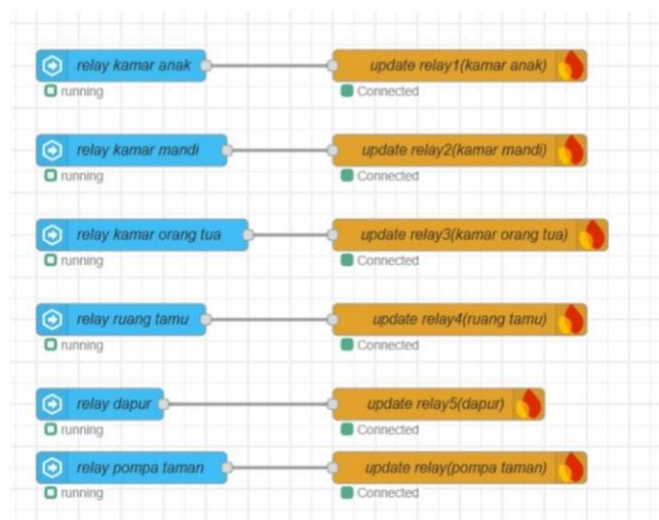 relay kamar anak update relay1(kamar anak)
running Connected
relay kamar mandi update relay2(kamar mandi)
running Connected
relay kamar orang tua update relay3(kamar orang tua)
running Connected
relay ruang tamu update relay4(ruang tamu)
running Connected
relay dapur update relay5(dapur)
running Connected
relay pompa taman update relay(pompa taman)
running Connected